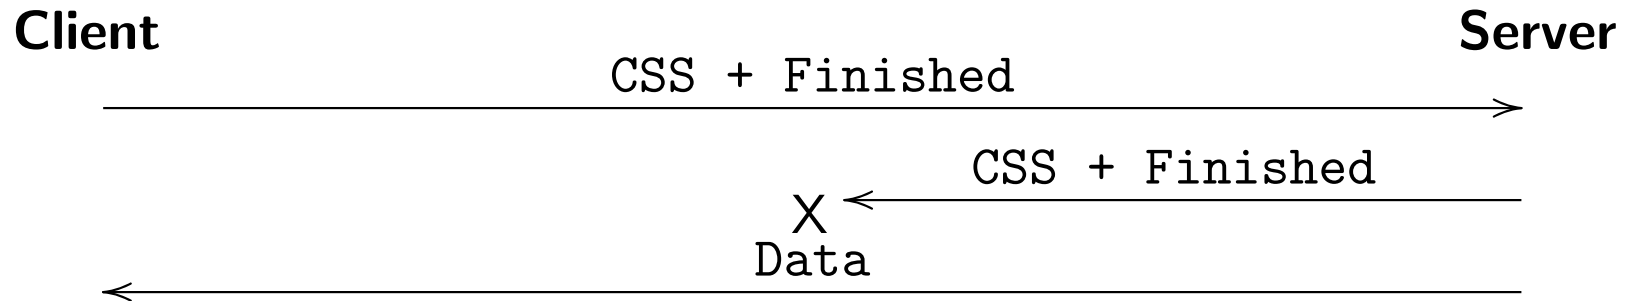 Client
Server
CSS + Finished
CSS + Finished
X
Data